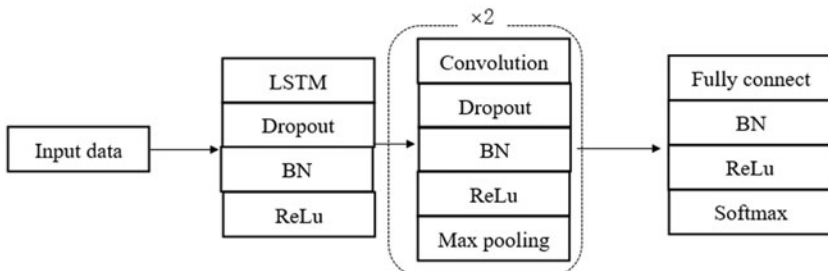 ×2
Input data
LSTM
Dropout
BN
ReLu
Convolution
Dropout
BN
ReLu
Max pooling
Fully connect
BN
ReLu
Softmax